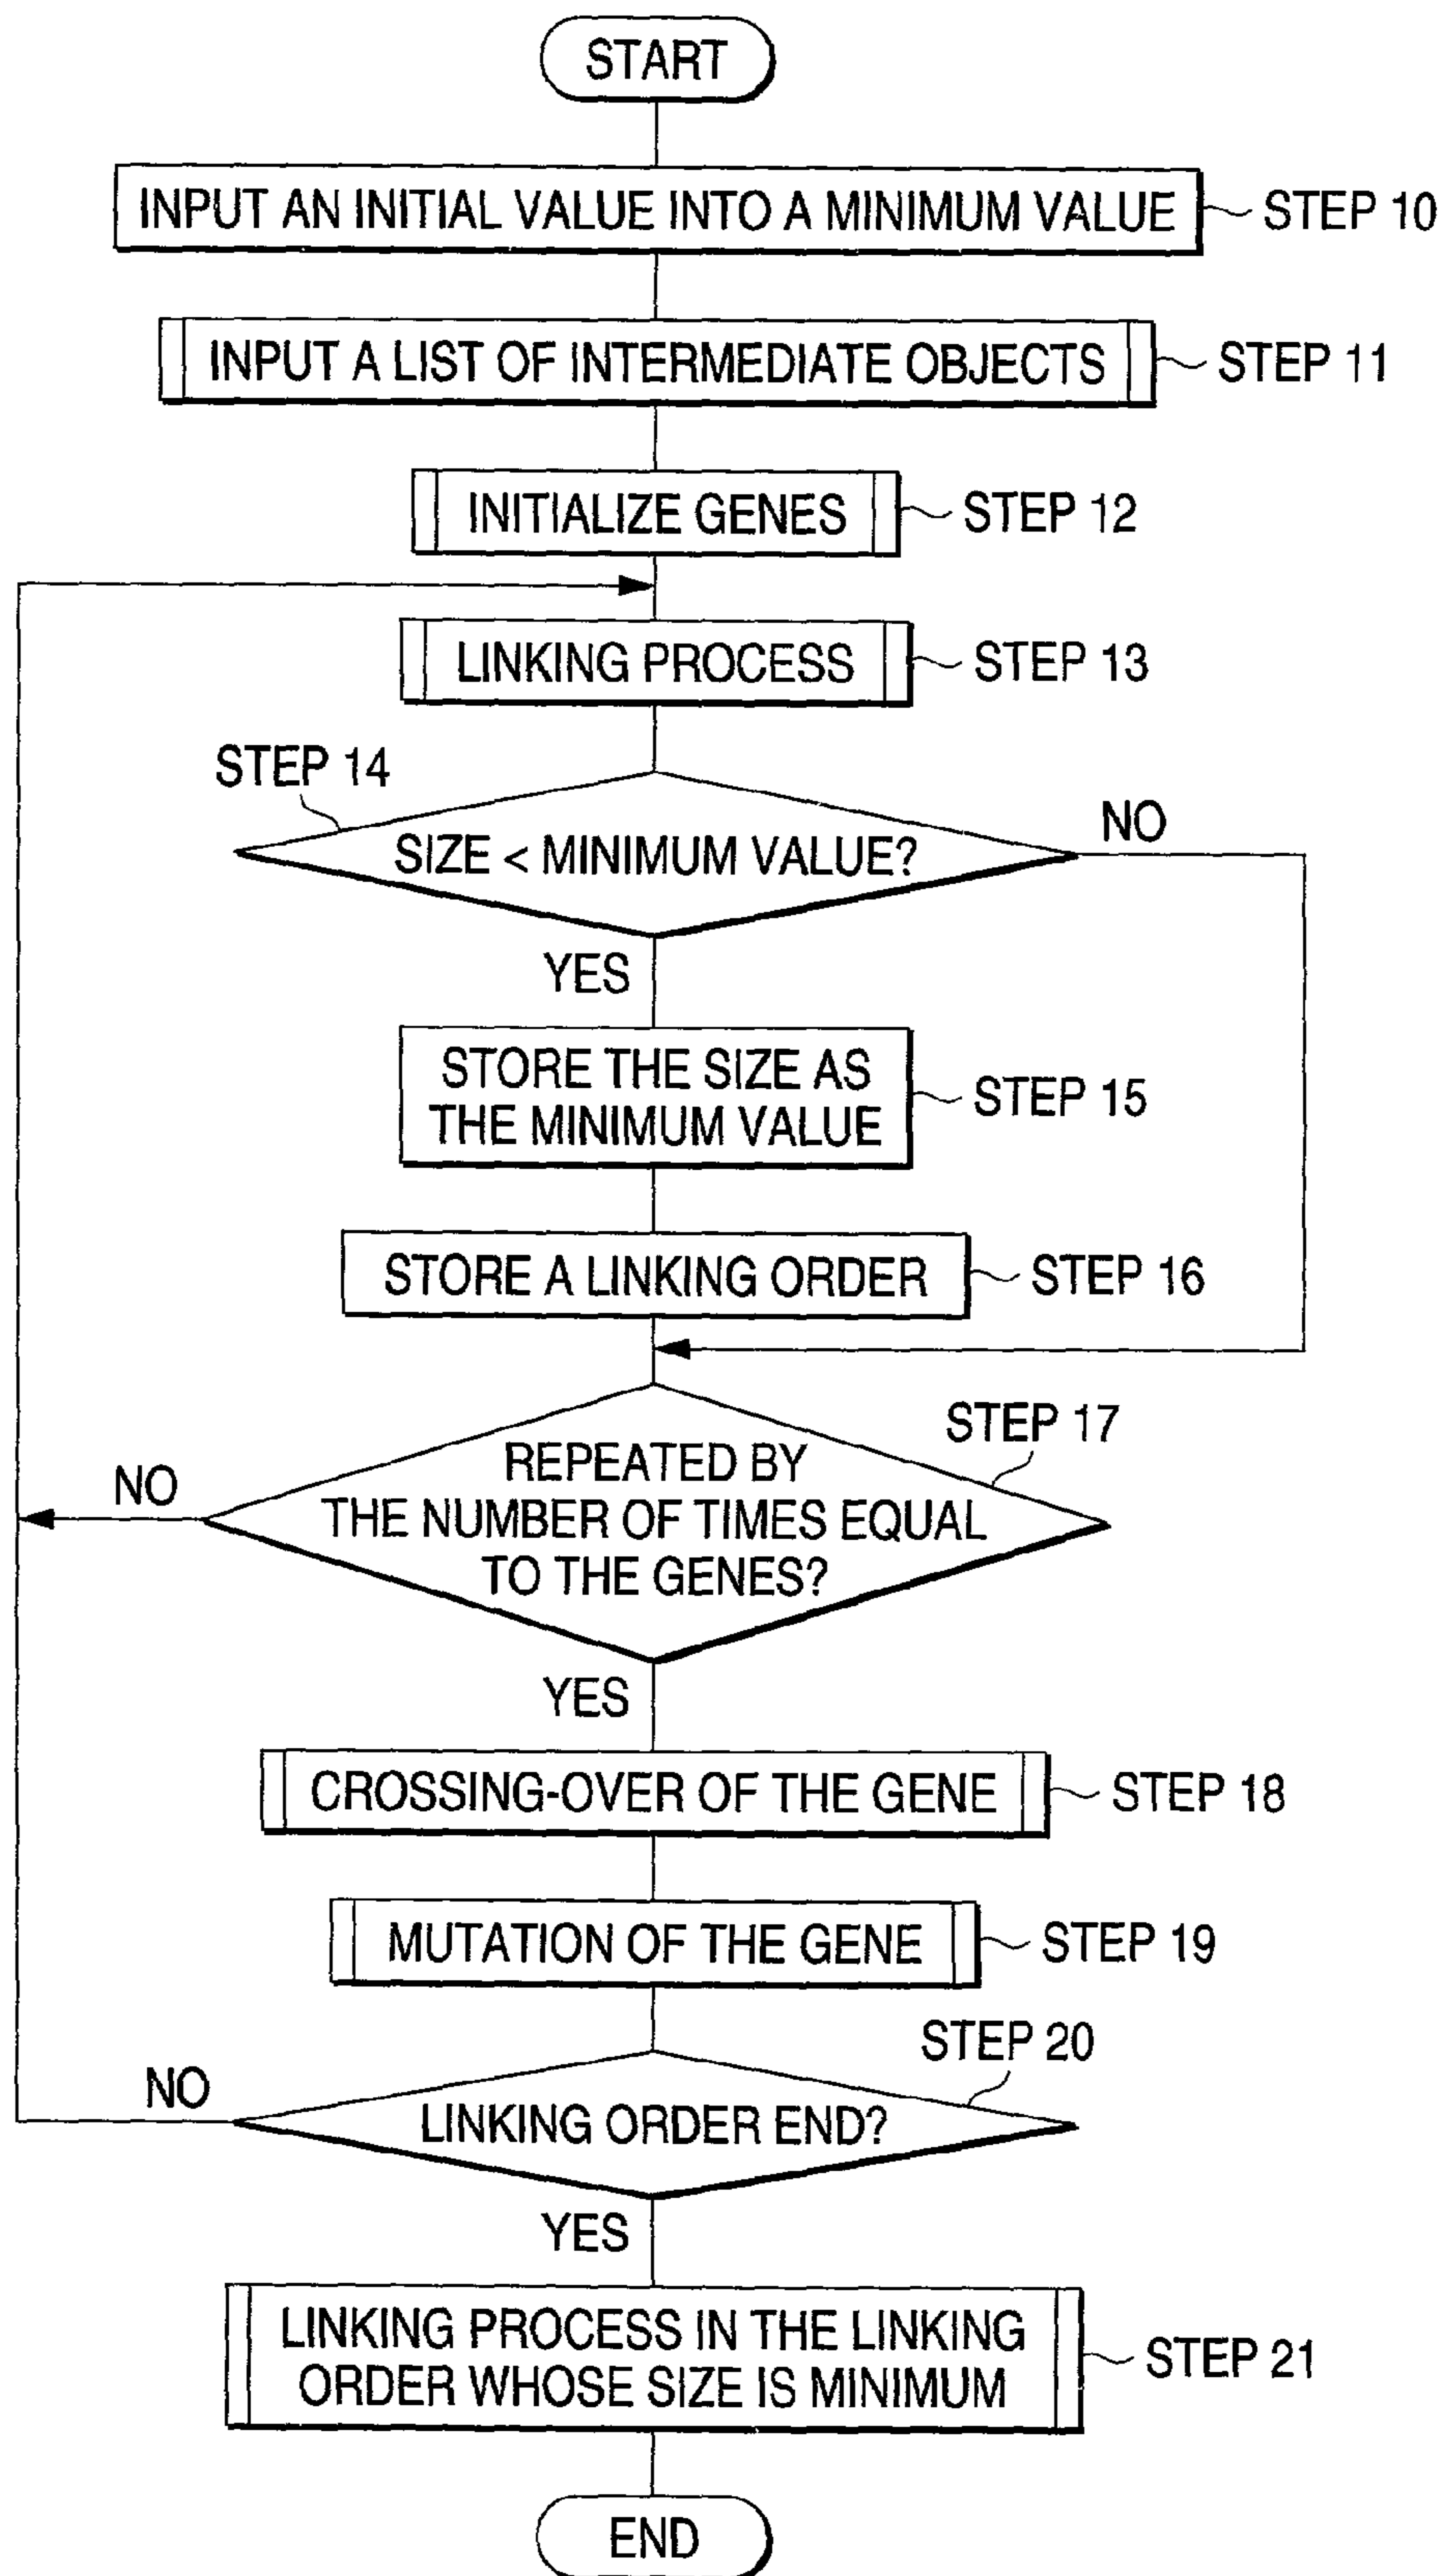 START
INPUT AN INITIAL VALUE INTO A MINIMUM VALUE
STEP 10
INPUT A LIST OF INTERMEDIATE OBJECTS
STEP 11
INITIALIZE GENES
STEP 12
LINKING PROCESS
STEP 13
STEP 14
SIZE < MINIMUM VALUE?
NO
YES
STORE THE SIZE AS
THE MINIMUM VALUE
STEP 15
STORE A LINKING ORDER
STEP 16
STEP 17
REPEATED BY
THE NUMBER OF TIMES EQUAL
TO THE GENES?
NO
YES
CROSSING-OVER OF THE GENE
STEP 18
MUTATION OF THE GENE
STEP 19
STEP 20
LINKING ORDER END?
NO
YES
LINKING PROCESS IN THE LINKING
ORDER WHOSE SIZE IS MINIMUM
STEP 21
END